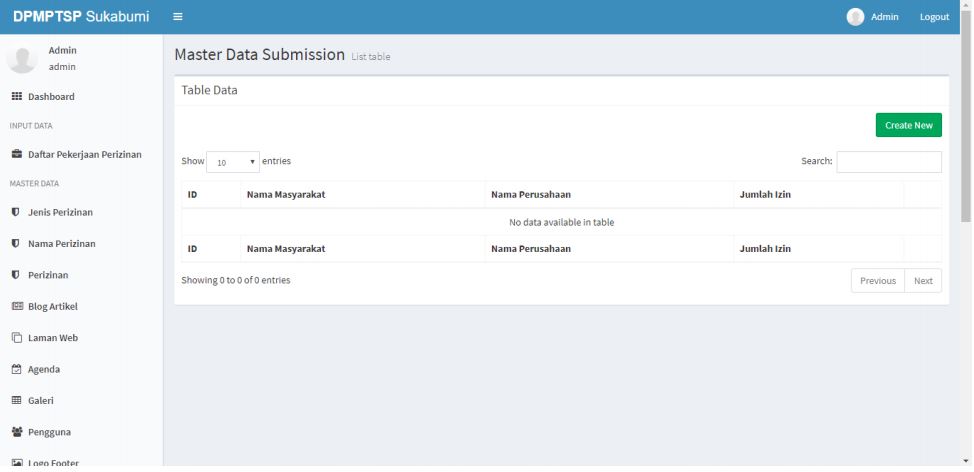 DPMPTSP Sukabumi
Admin Logout
Admin
admin
Dashboard
INPUT DATA
Daftar Pekerjaan Perizinan
MASTER DATA
Jenis Perizinan
Nama Perizinan
Perizinan
Blog Artikel
Laman Web
Agenda
Galeri
Pengguna
Logo Footer
Master Data Submission List table
Table Data
Create New
Show 10 entries Search:
ID Nama Masyarakat Nama Perusahaan Jumlah Izin
No data available in table
ID Nama Masyarakat Nama Perusahaan Jumlah Izin
Showing 0 to 0 of 0 entries Previous Next